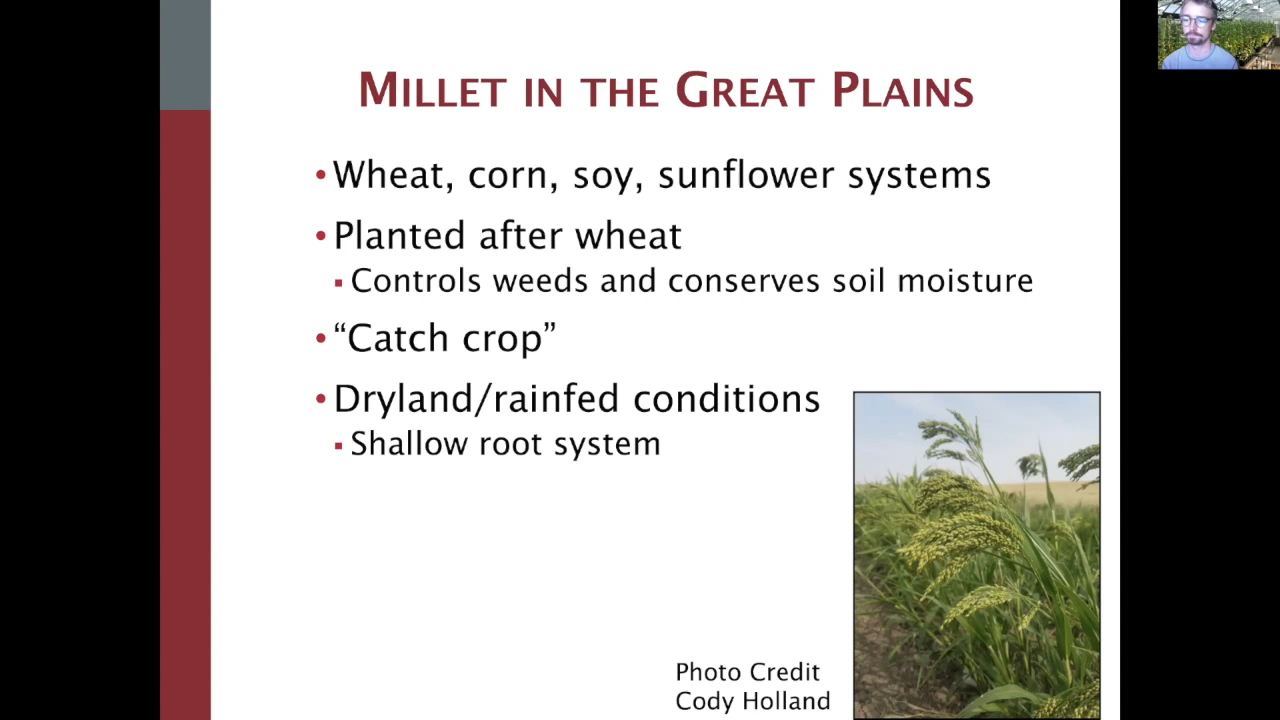 MILLET IN THE GREAT PLAINS
•Wheat, corn, soy, sunflower systems
•Planted after wheat
▪Controls weeds and conserves soil moisture
•“Catch crop”
•Dryland/rainfed conditions
▪Shallow root system
Photo Credit
Cody Holland